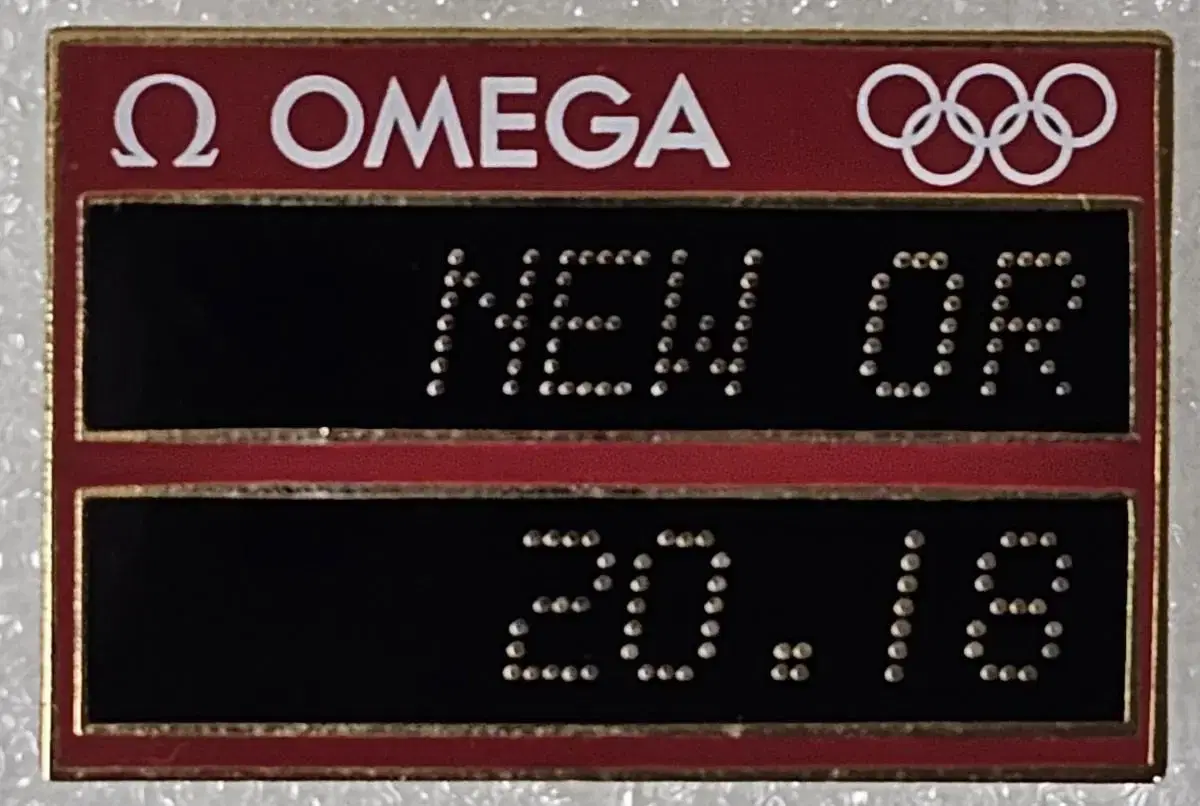 Ω OMEGA
NEW OR
20.18